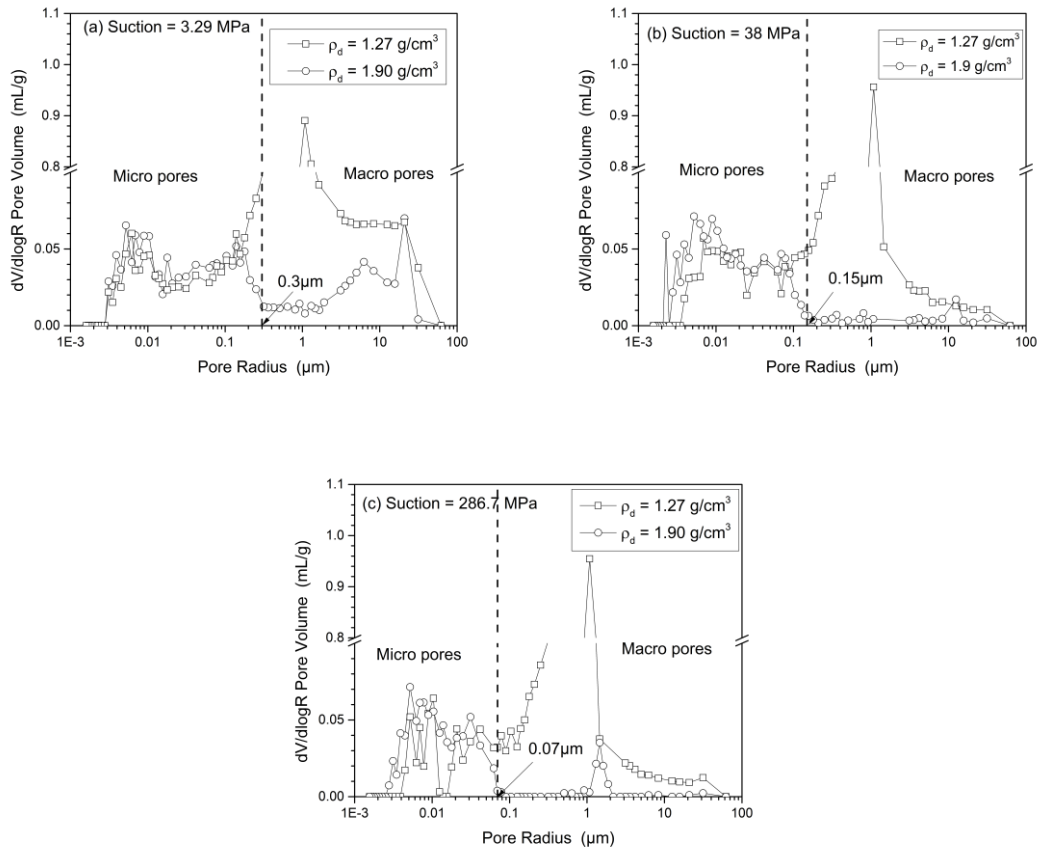 (a) Suction = 3.29 MPa
ρd = 1.27 g/cm³
ρd = 1.90 g/cm³
Micro pores
Macro pores
0.3µm
dV/dlogR Pore Volume (mL/g)
1.1
1.0
0.9
0.8
0.05
0.00
1E-3 0.01 0.1 1 10 100
Pore Radius (µm)
(b) Suction = 38 MPa
ρd = 1.27 g/cm³
ρd = 1.9 g/cm³
Micro pores
Macro pores
0.15µm
dV/dlogR Pore Volume (mL/g)
1.1
1.0
0.9
0.8
0.05
0.00
1E-3 0.01 0.1 1 10 100
Pore Radius (µm)
(c) Suction = 286.7 MPa
ρd = 1.27 g/cm³
ρd = 1.90 g/cm³
Micro pores
Macro pores
0.07µm
dV/dlogR Pore Volume (mL/g)
1.1
1.0
0.9
0.8
0.05
0.00
1E-3 0.01 0.1 1 10 100
Pore Radius (µm)